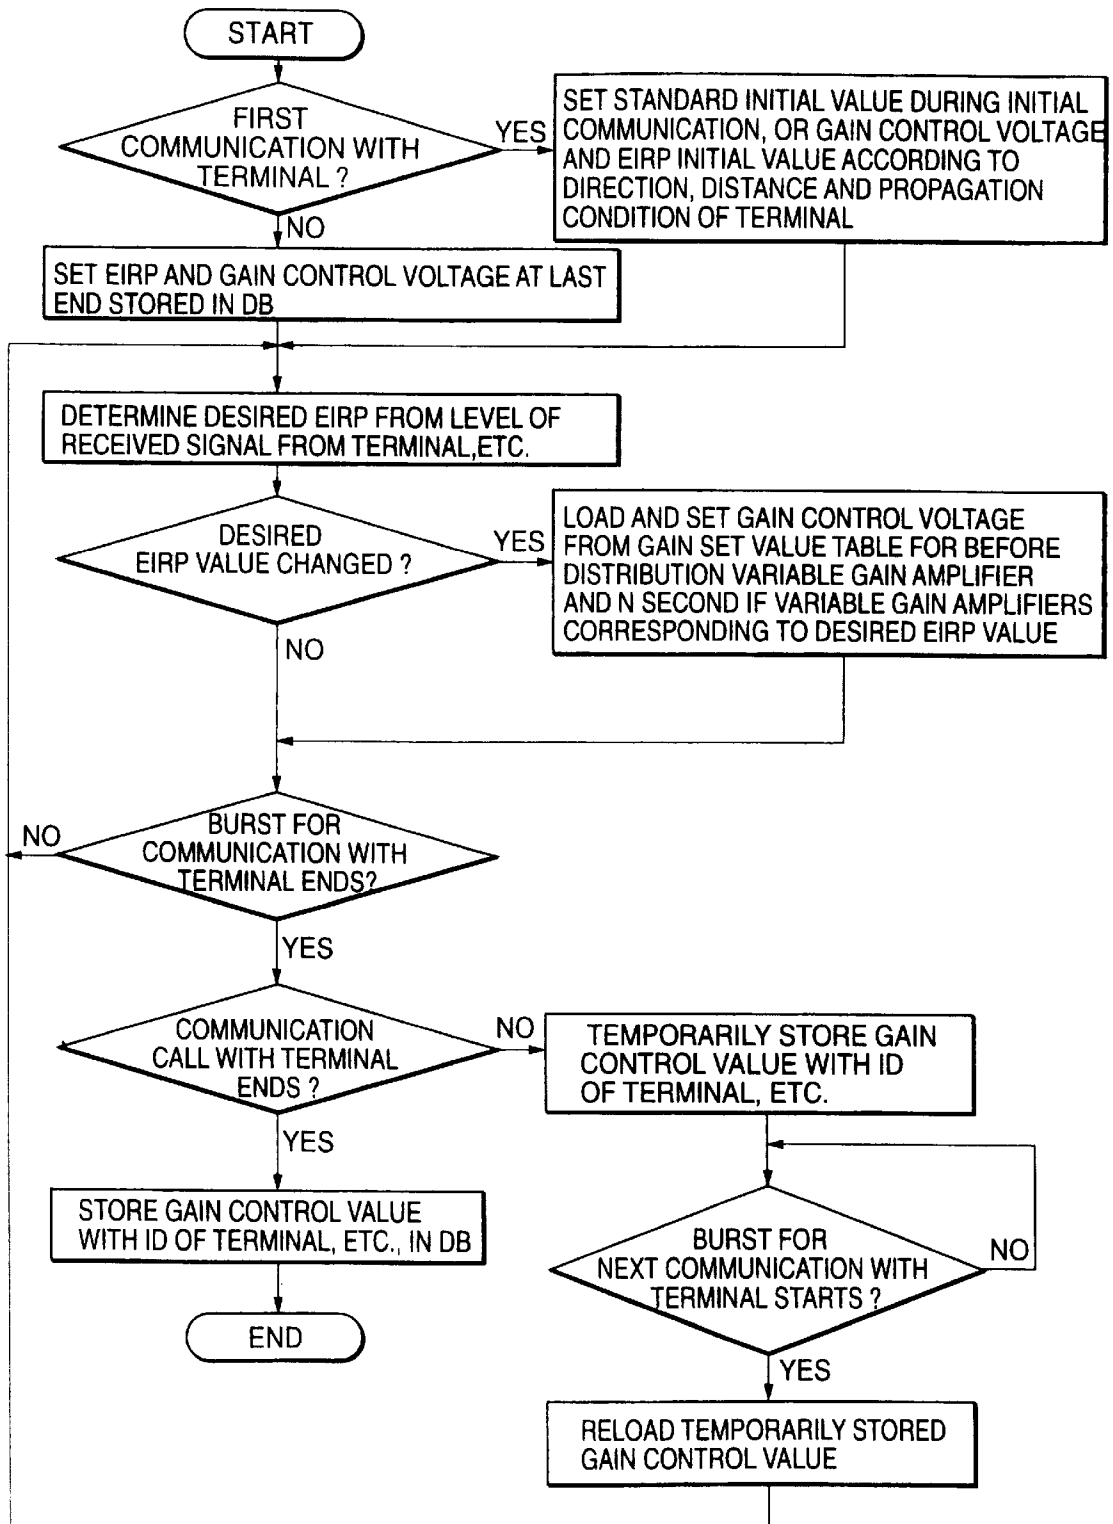 START
FIRST
COMMUNICATION WITH
TERMINAL ?
YES
SET STANDARD INITIAL VALUE DURING INITIAL
COMMUNICATION, OR GAIN CONTROL VOLTAGE
AND EIRP INITIAL VALUE ACCORDING TO
DIRECTION, DISTANCE AND PROPAGATION
CONDITION OF TERMINAL
NO
SET EIRP AND GAIN CONTROL VOLTAGE AT LAST
END STORED IN DB
DETERMINE DESIRED EIRP FROM LEVEL OF
RECEIVED SIGNAL FROM TERMINAL,ETC.
DESIRED
EIRP VALUE CHANGED ?
YES
LOAD AND SET GAIN CONTROL VOLTAGE
FROM GAIN SET VALUE TABLE FOR BEFORE
DISTRIBUTION VARIABLE GAIN AMPLIFIER
AND N SECOND IF VARIABLE GAIN AMPLIFIERS
CORRESPONDING TO DESIRED EIRP VALUE
NO
BURST FOR
COMMUNICATION WITH
TERMINAL ENDS?
NO
YES
COMMUNICATION
CALL WITH TERMINAL
ENDS ?
NO
TEMPORARILY STORE GAIN
CONTROL VALUE WITH ID
OF TERMINAL, ETC.
YES
STORE GAIN CONTROL VALUE
WITH ID OF TERMINAL, ETC., IN DB
END
BURST FOR
NEXT COMMUNICATION WITH
TERMINAL STARTS ?
NO
YES
RELOAD TEMPORARILY STORED
GAIN CONTROL VALUE